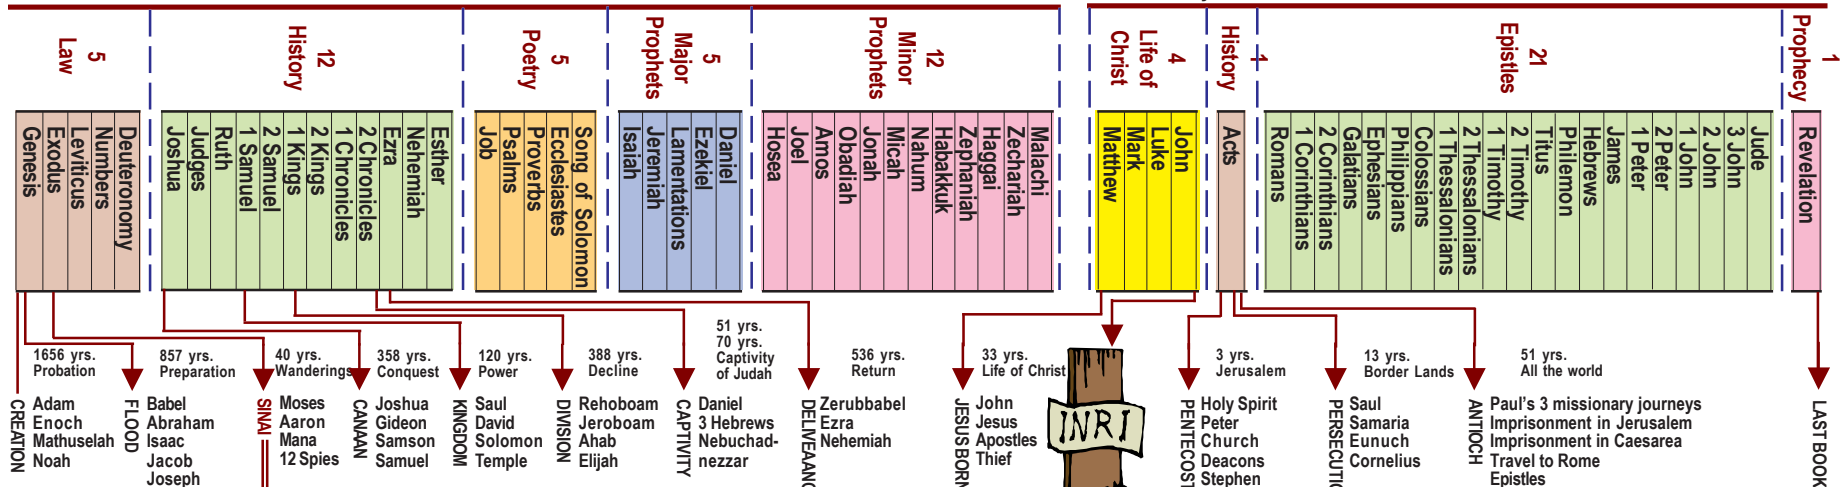 5
Law
12
History
5
Poetry
5
Major
Prophets
12
Minor
Prophets
4
Life of
Christ
1
History
21
Epistles
1
Prophecy
Genesis
Exodus
Leviticus
Numbers
Deuteronomy
Joshua
Judges
Ruth
1 Samuel
2 Samuel
1 Kings
2 Kings
1 Chronicles
2 Chronicles
Ezra
Nehemiah
Esther
Job
Psalms
Proverbs
Ecclesiastes
Song of Solomon
Isaiah
Jeremiah
Lamentations
Ezekiel
Daniel
Hosea
Joel
Amos
Obadiah
Jonah
Micah
Nahum
Habakkuk
Zephaniah
Haggai
Zechariah
Malachi
Matthew
Mark
Luke
John
Acts
Romans
1 Corinthians
2 Corinthians
Galatians
Ephesians
Philippians
Colossians
1 Thessalonians
2 Thessalonians
1 Timothy
2 Timothy
Titus
Philemon
Hebrews
James
1 Peter
2 Peter
1 John
2 John
3 John
Jude
Revelation
CREATION
1656 yrs.
Probation
Adam
Enoch
Mathuselah
Noah
FLOOD
857 yrs.
Preparation
Babel
Abraham
Isaac
Jacob
Joseph
SINAI
40 yrs.
Wanderings
Moses
Aaron
Mana
12 Spies
CANAAN
358 yrs.
Conquest
Joshua
Gideon
Samson
Samuel
KINGDOM
120 yrs.
Power
Saul
David
Solomon
Temple
DIVISION
388 yrs.
Decline
Rehoboam
Jeroboam
Ahab
Elijah
CAPTIVITY
51 yrs.
70 yrs.
Captivity
of Judah
Daniel
3 Hebrews
Nebuchad-
nezzar
DELIVEAANC
536 yrs.
Return
Zerubbabel
Ezra
Nehemiah
JESUS BORN
33 yrs.
Life of Christ
John
Jesus
Apostles
Thief
INRI
PENTECOST
3 yrs.
Jerusalem
Holy Spirit
Peter
Church
Deacons
Stephen
PERSECUTIO
13 yrs.
Border Lands
Saul
Samaria
Eunuch
Cornelius
ANTIOCH
51 yrs.
All the world
Paul's 3 missionary journeys
Imprisonment in Jerusalem
Imprisonment in Caesarea
Travel to Rome
Epistles
LAST BOOK